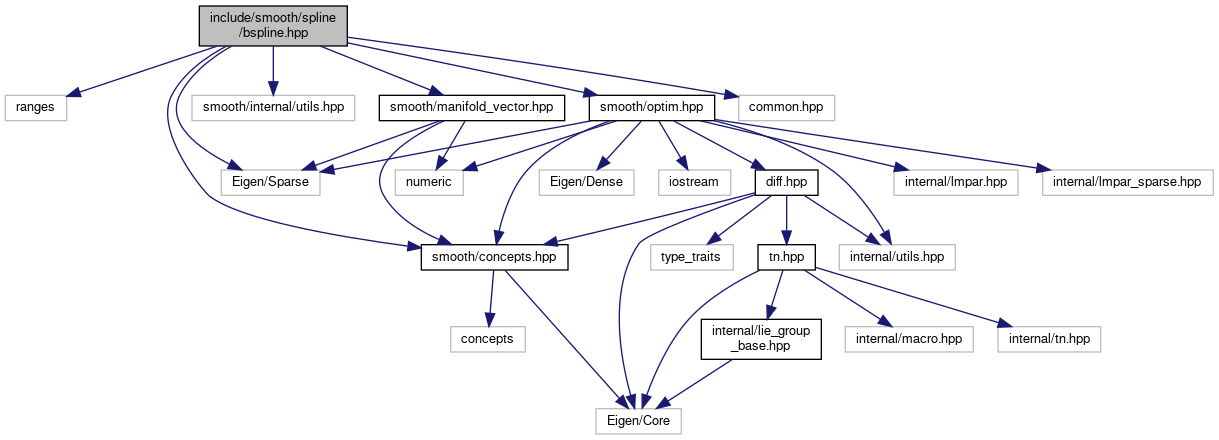 include/smooth/spline
/bspline.hpp
ranges
smooth/internal/utils.hpp
smooth/manifold_vector.hpp
smooth/optim.hpp
common.hpp
Eigen/Sparse
numeric
Eigen/Dense
iostream
diff.hpp
internal/lmpar.hpp
internal/lmpar_sparse.hpp
smooth/concepts.hpp
type_traits
tn.hpp
internal/utils.hpp
concepts
internal/lie_group
_base.hpp
internal/macro.hpp
internal/tn.hpp
Eigen/Core